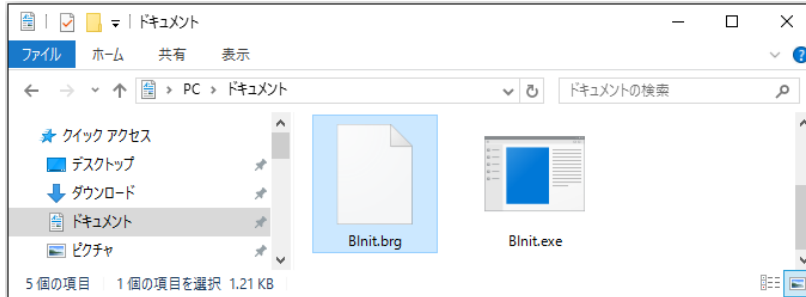 ドキュメント
ファイル ホーム 共有 表示
PC › ドキュメント ドキュメントの検索
クイック アクセス
デスクトップ
ダウンロード
ドキュメント
ピクチャ
BInit.brg BInit.exe
5 個の項目 1 個の項目を選択 1.21 KB